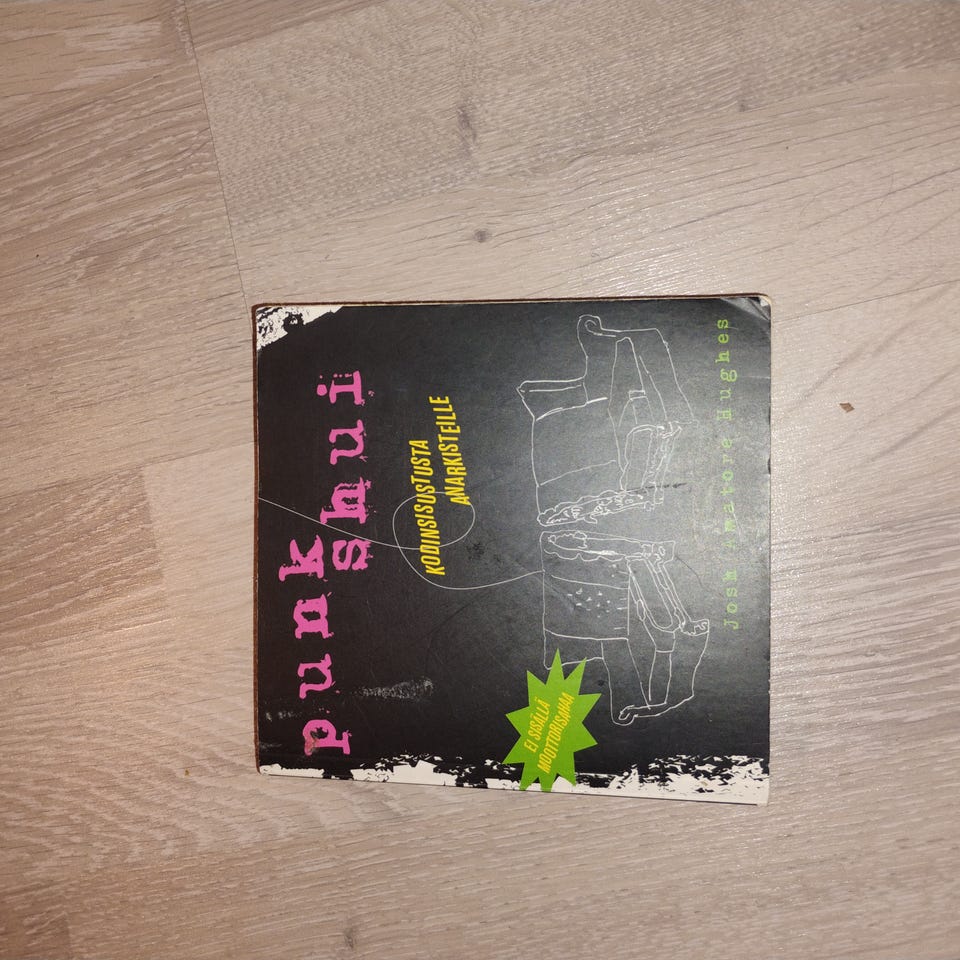 punk
shui
KODINSISUSTUSTA
ANARKISTEILLE
EI SISÄLLÄ
MOOTTORISAHAA
Josh Amatore Hughes